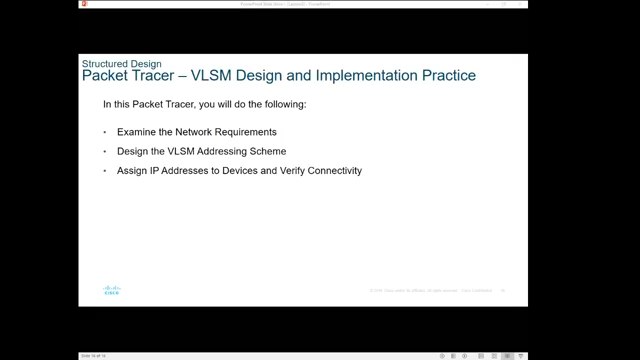 Structured Design
Packet Tracer – VLSM Design and Implementation Practice
In this Packet Tracer, you will do the following:
• Examine the Network Requirements
• Design the VLSM Addressing Scheme
• Assign IP Addresses to Devices and Verify Connectivity
CISCO